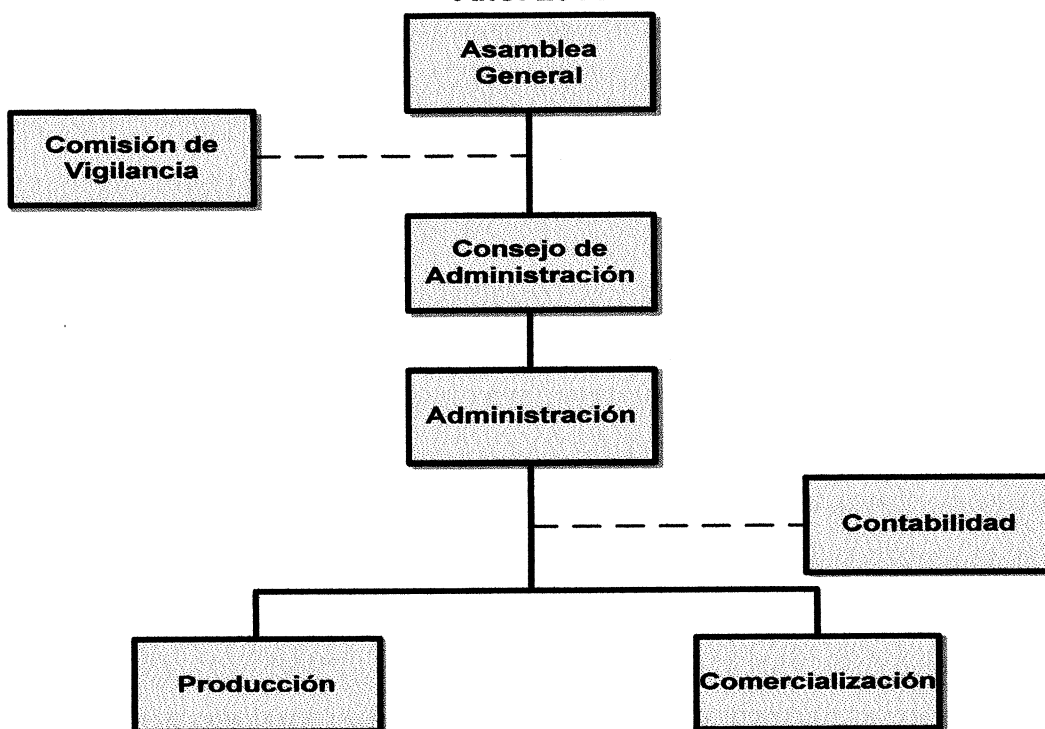 Asamblea
General
Comisión de
Vigilancia
Consejo de
Administración
Administración
Contabilidad
Producción
Comercialización